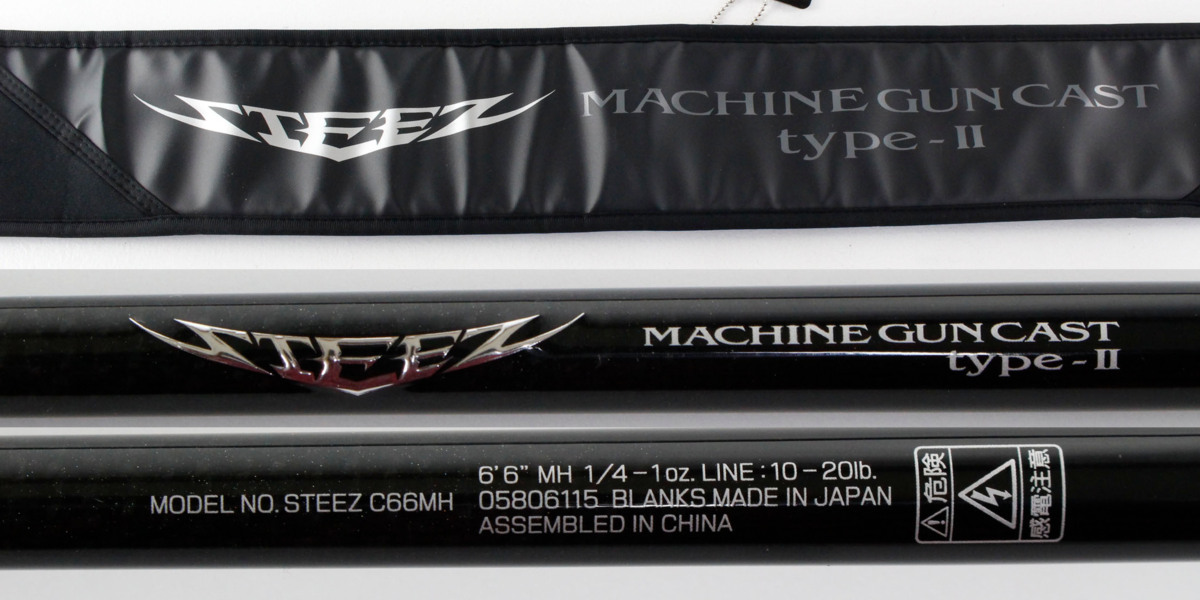 STEEZ MACHINE GUN CAST
type-II
STEEZ MACHINE GUN CAST
type-II
6'6" MH 1/4-1oz. LINE:10-20lb.
MODEL NO. STEEZ C66MH 05806115 BLANKS MADE IN JAPAN
ASSEMBLED IN CHINA
危険
感電注意